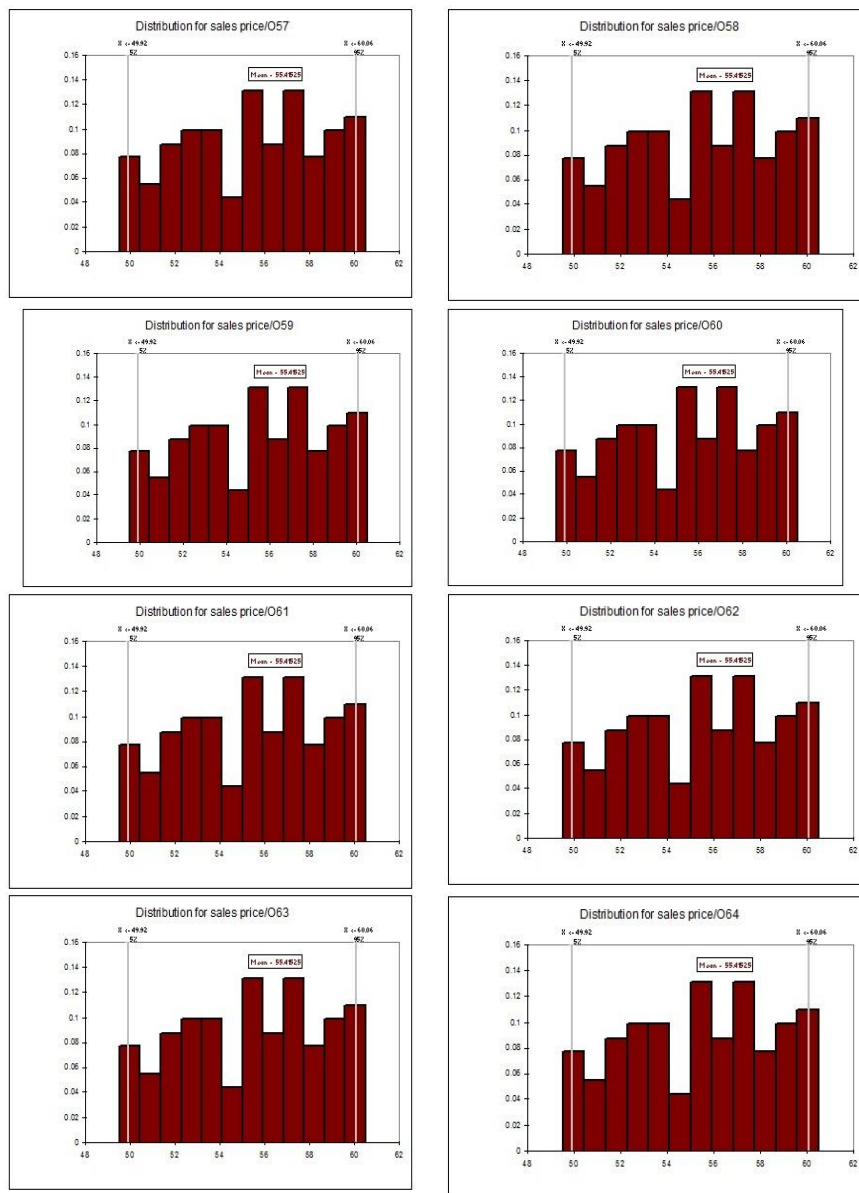 Distribution for sales price/O57
X <=49.92 X <=60.06
5% 95%
Mean = 55.41525
0.16
0.14
0.12
0.1
0.08
0.06
0.04
0.02
0
48 50 52 54 56 58 60 62
Distribution for sales price/O58
X <=49.92 X <=60.06
5% 95%
Mean = 55.41525
0.16
0.14
0.12
0.1
0.08
0.06
0.04
0.02
0
48 50 52 54 56 58 60 62
Distribution for sales price/O59
X <=49.92 X <=60.06
5% 95%
Mean = 55.41525
0.16
0.14
0.12
0.1
0.08
0.06
0.04
0.02
0
48 50 52 54 56 58 60 62
Distribution for sales price/O60
X <=49.92 X <=60.06
5% 95%
Mean = 55.41525
0.16
0.14
0.12
0.1
0.08
0.06
0.04
0.02
0
48 50 52 54 56 58 60 62
Distribution for sales price/O61
X <=49.92 X <=60.06
5% 95%
Mean = 55.41525
0.16
0.14
0.12
0.1
0.08
0.06
0.04
0.02
0
48 50 52 54 56 58 60 62
Distribution for sales price/O62
X <=49.92 X <=60.06
5% 95%
Mean = 55.41525
0.16
0.14
0.12
0.1
0.08
0.06
0.04
0.02
0
48 50 52 54 56 58 60 62
Distribution for sales price/O63
X <=49.92 X <=60.06
5% 95%
Mean = 55.41525
0.16
0.14
0.12
0.1
0.08
0.06
0.04
0.02
0
48 50 52 54 56 58 60 62
Distribution for sales price/O64
X <=49.92 X <=60.06
5% 95%
Mean = 55.41525
0.16
0.14
0.12
0.1
0.08
0.06
0.04
0.02
0
48 50 52 54 56 58 60 62